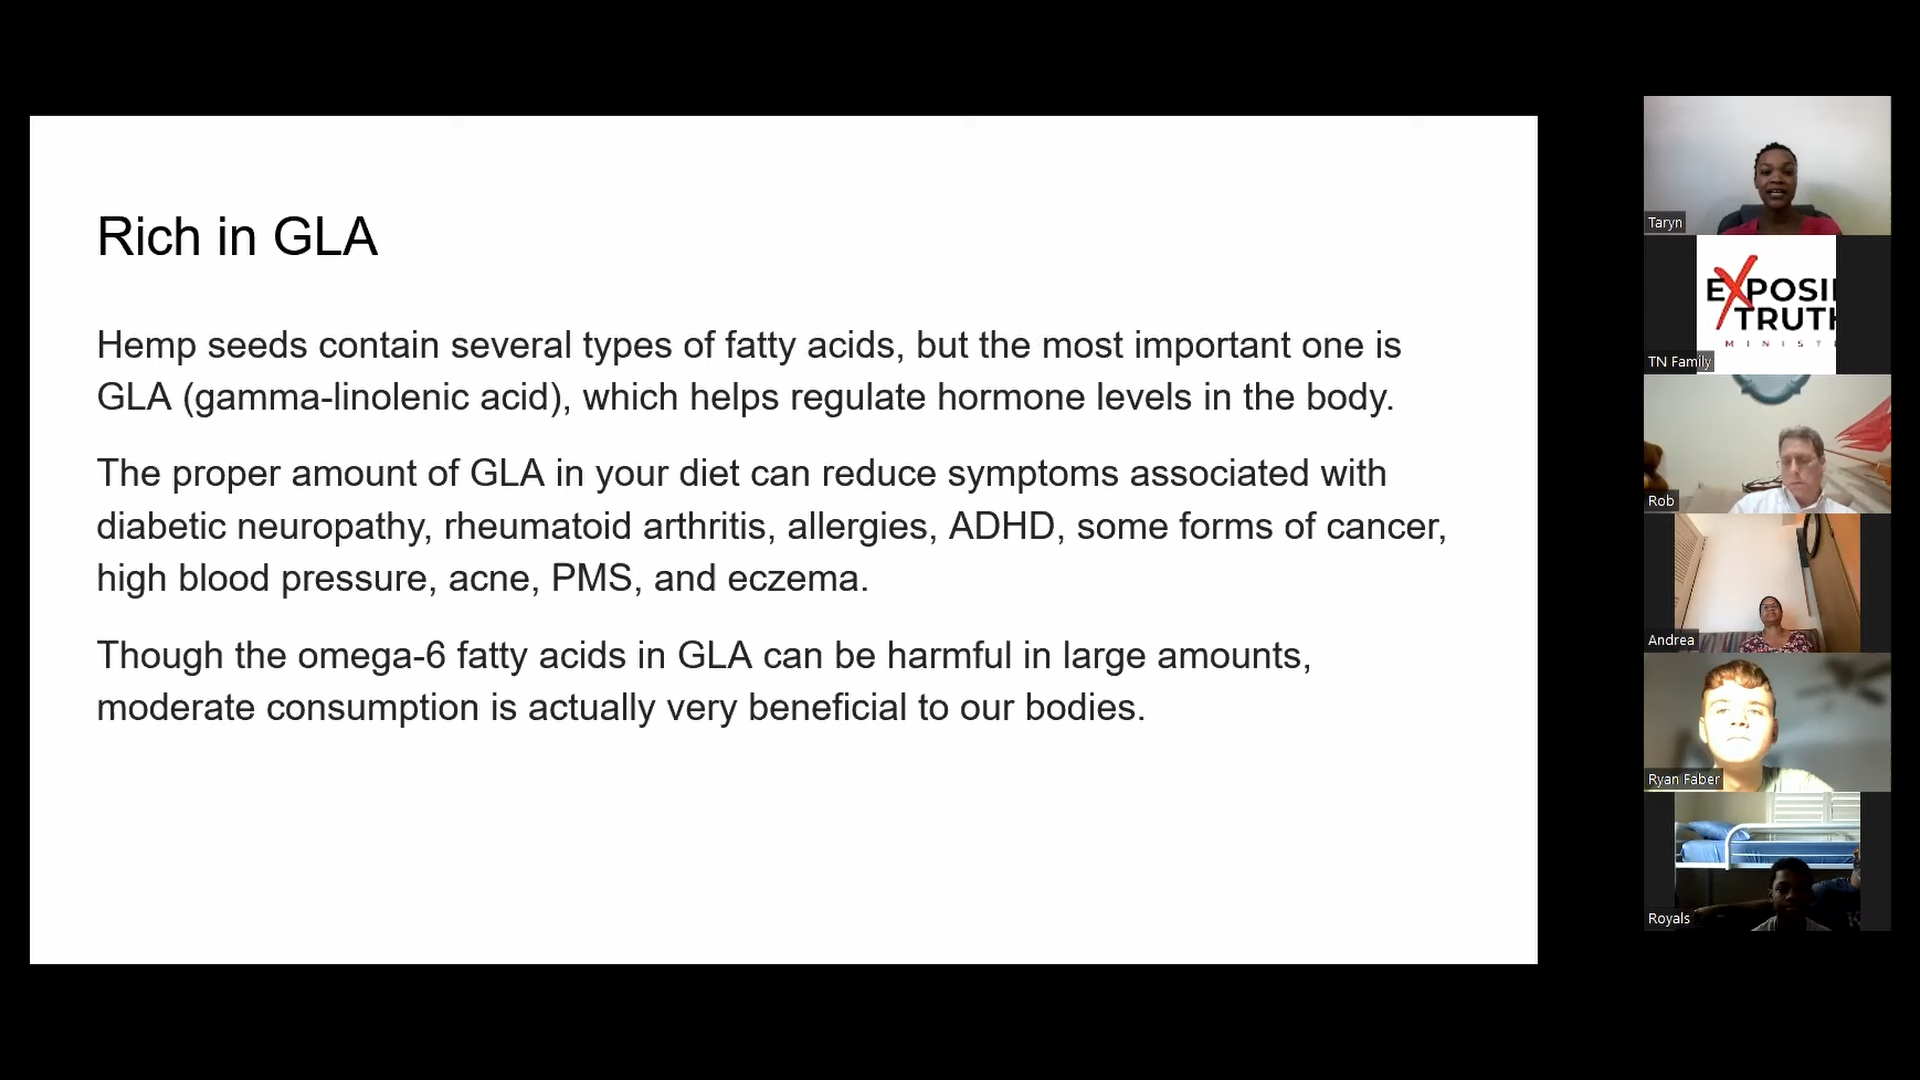 Rich in GLA
Hemp seeds contain several types of fatty acids, but the most important one is
GLA (gamma-linolenic acid), which helps regulate hormone levels in the body.
The proper amount of GLA in your diet can reduce symptoms associated with
diabetic neuropathy, rheumatoid arthritis, allergies, ADHD, some forms of cancer,
high blood pressure, acne, PMS, and eczema.
Though the omega-6 fatty acids in GLA can be harmful in large amounts,
moderate consumption is actually very beneficial to our bodies.
Taryn
EXPOSI
TRUTH
MINIST
TN Family
Rob
Andrea
Ryan Faber
Royals